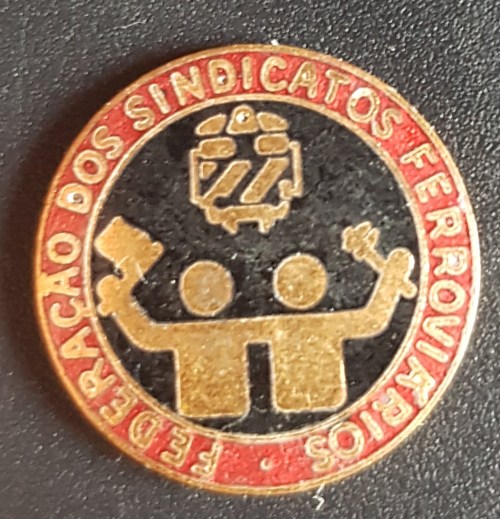 FEDERAÇÃO DOS SINDICATOS FERROVIÁRIOS